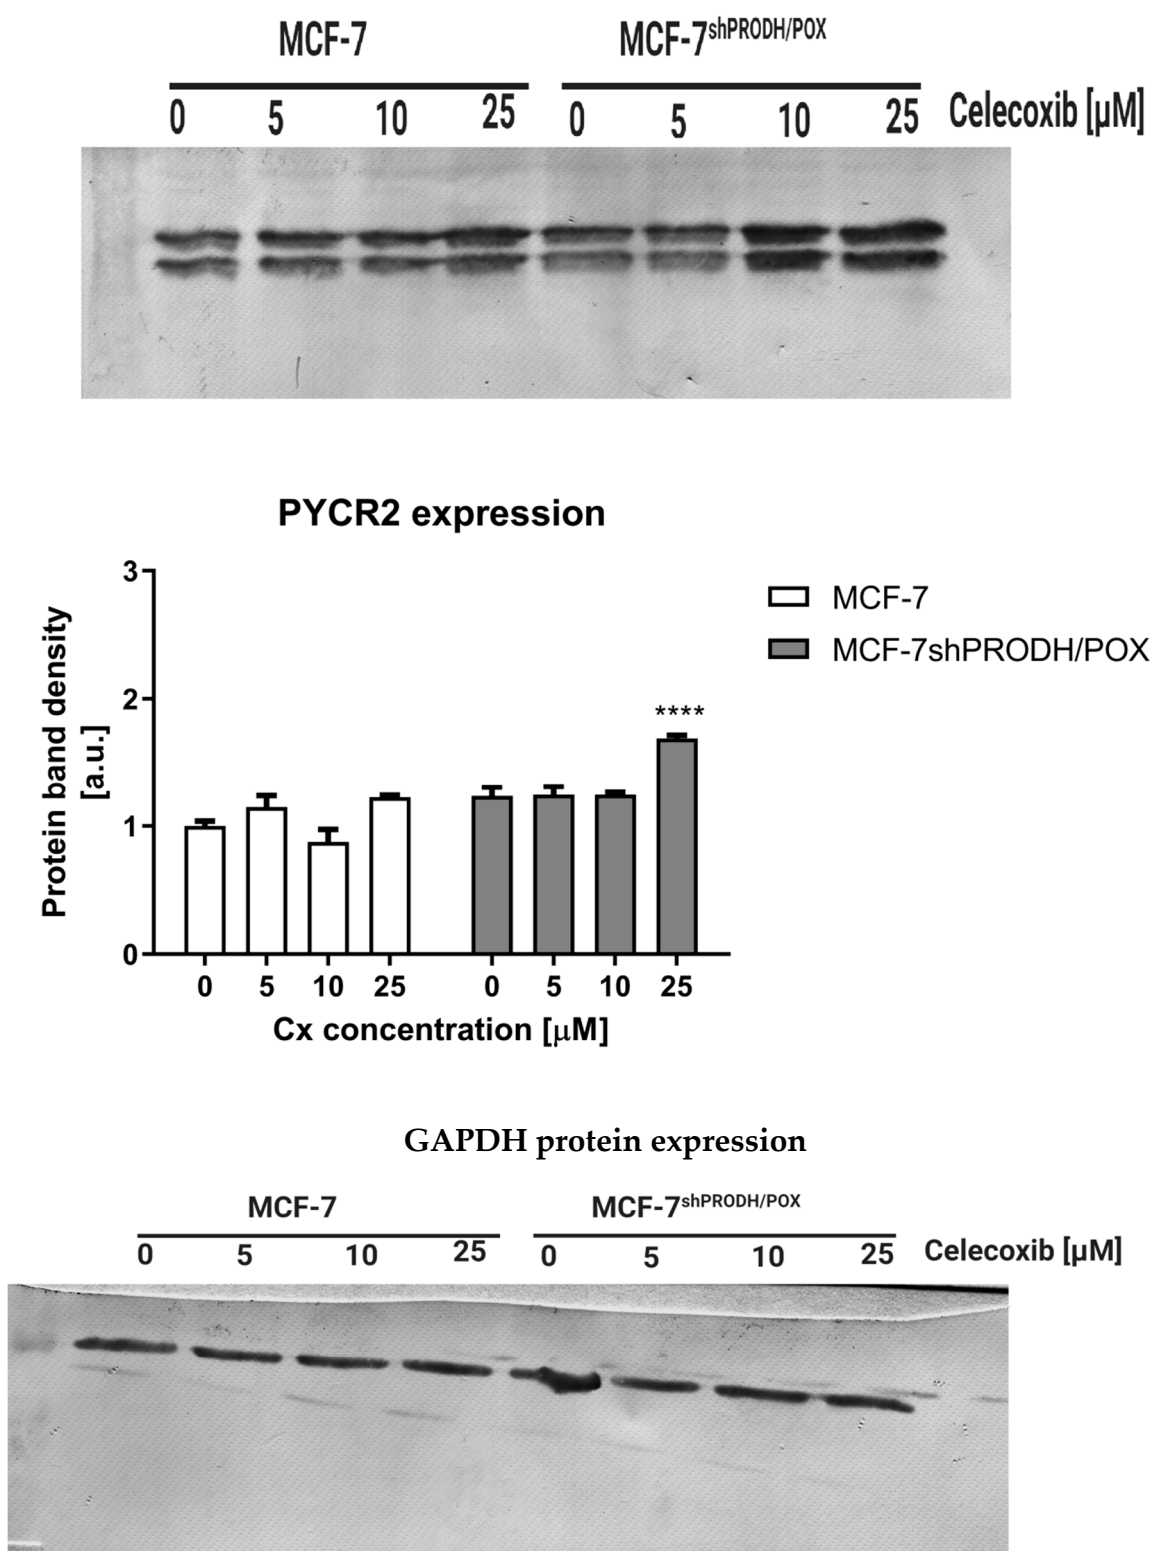 MCF-7 MCF-7shPRODH/POX
0 5 10 25 0 5 10 25 Celecoxib [µM]
PYCR2 expression
3
2
1
0
Protein band density
[a.u.]
MCF-7
MCF-7shPRODH/POX
****
0 5 10 25 0 5 10 25
Cx concentration [µM]
GAPDH protein expression
MCF-7 MCF-7shPRODH/POX
0 5 10 25 0 5 10 25 Celecoxib [µM]